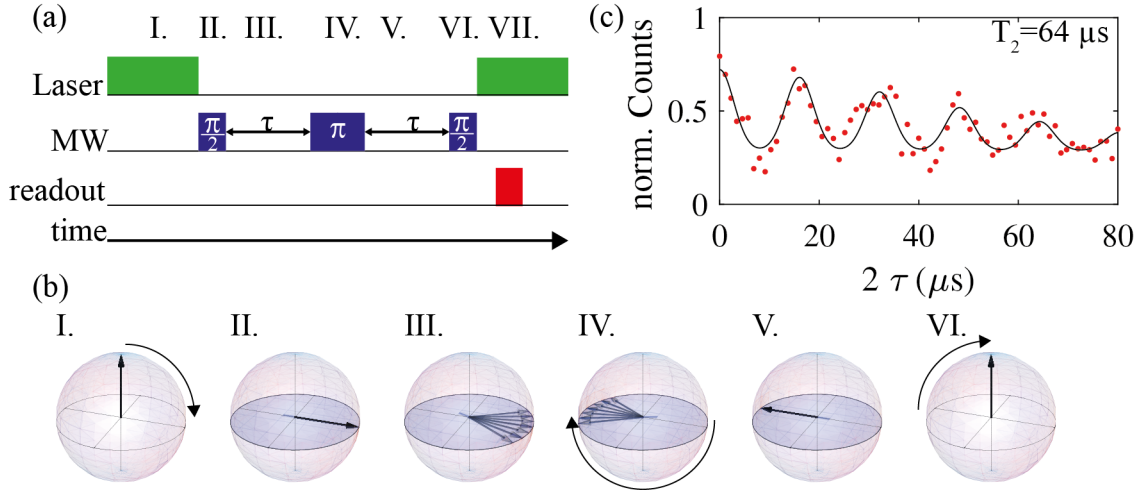 (a)
I. II. III. IV. V. VI. VII.
Laser
MW
π/2 τ π τ π/2
readout
time
(c)
T₂=64 µs
norm. Counts
1
0.5
0
0 20 40 60 80
2 τ (µs)
(b)
I. II. III. IV. V. VI.